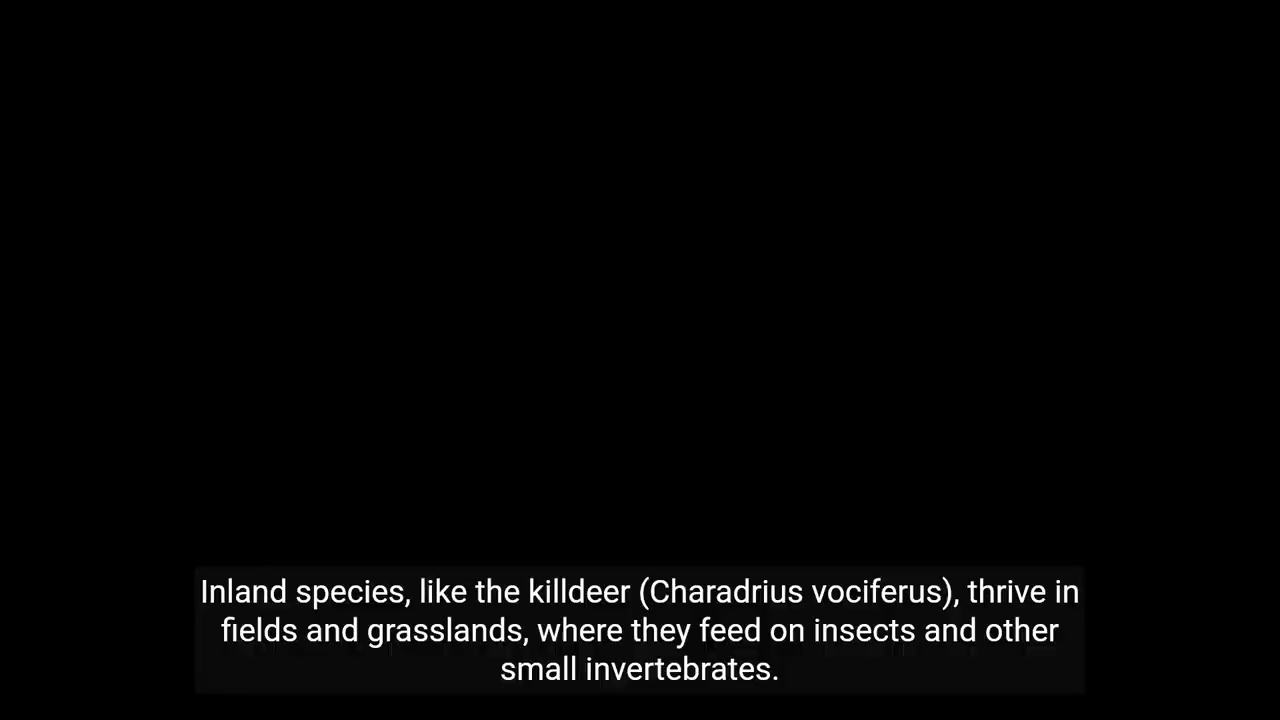 Inland species, like the killdeer (Charadrius vociferus), thrive in
fields and grasslands, where they feed on insects and other
small invertebrates.